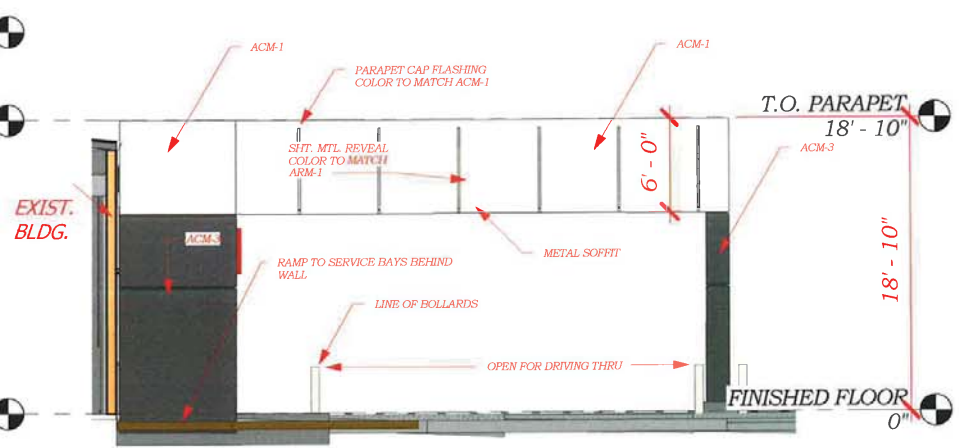 ACM-1
ACM-1
PARAPET CAP FLASHING
COLOR TO MATCH ACM-1
T.O. PARAPET
18' - 10"
SHT. MTL. REVEAL
COLOR TO MATCH
ARM-1
6' - 0"
ACM-3
EXIST.
BLDG.
ACM-3
METAL SOFFIT
RAMP TO SERVICE BAYS BEHIND
WALL
18' - 10"
LINE OF BOLLARDS
OPEN FOR DRIVING THRU
FINISHED FLOOR
0"